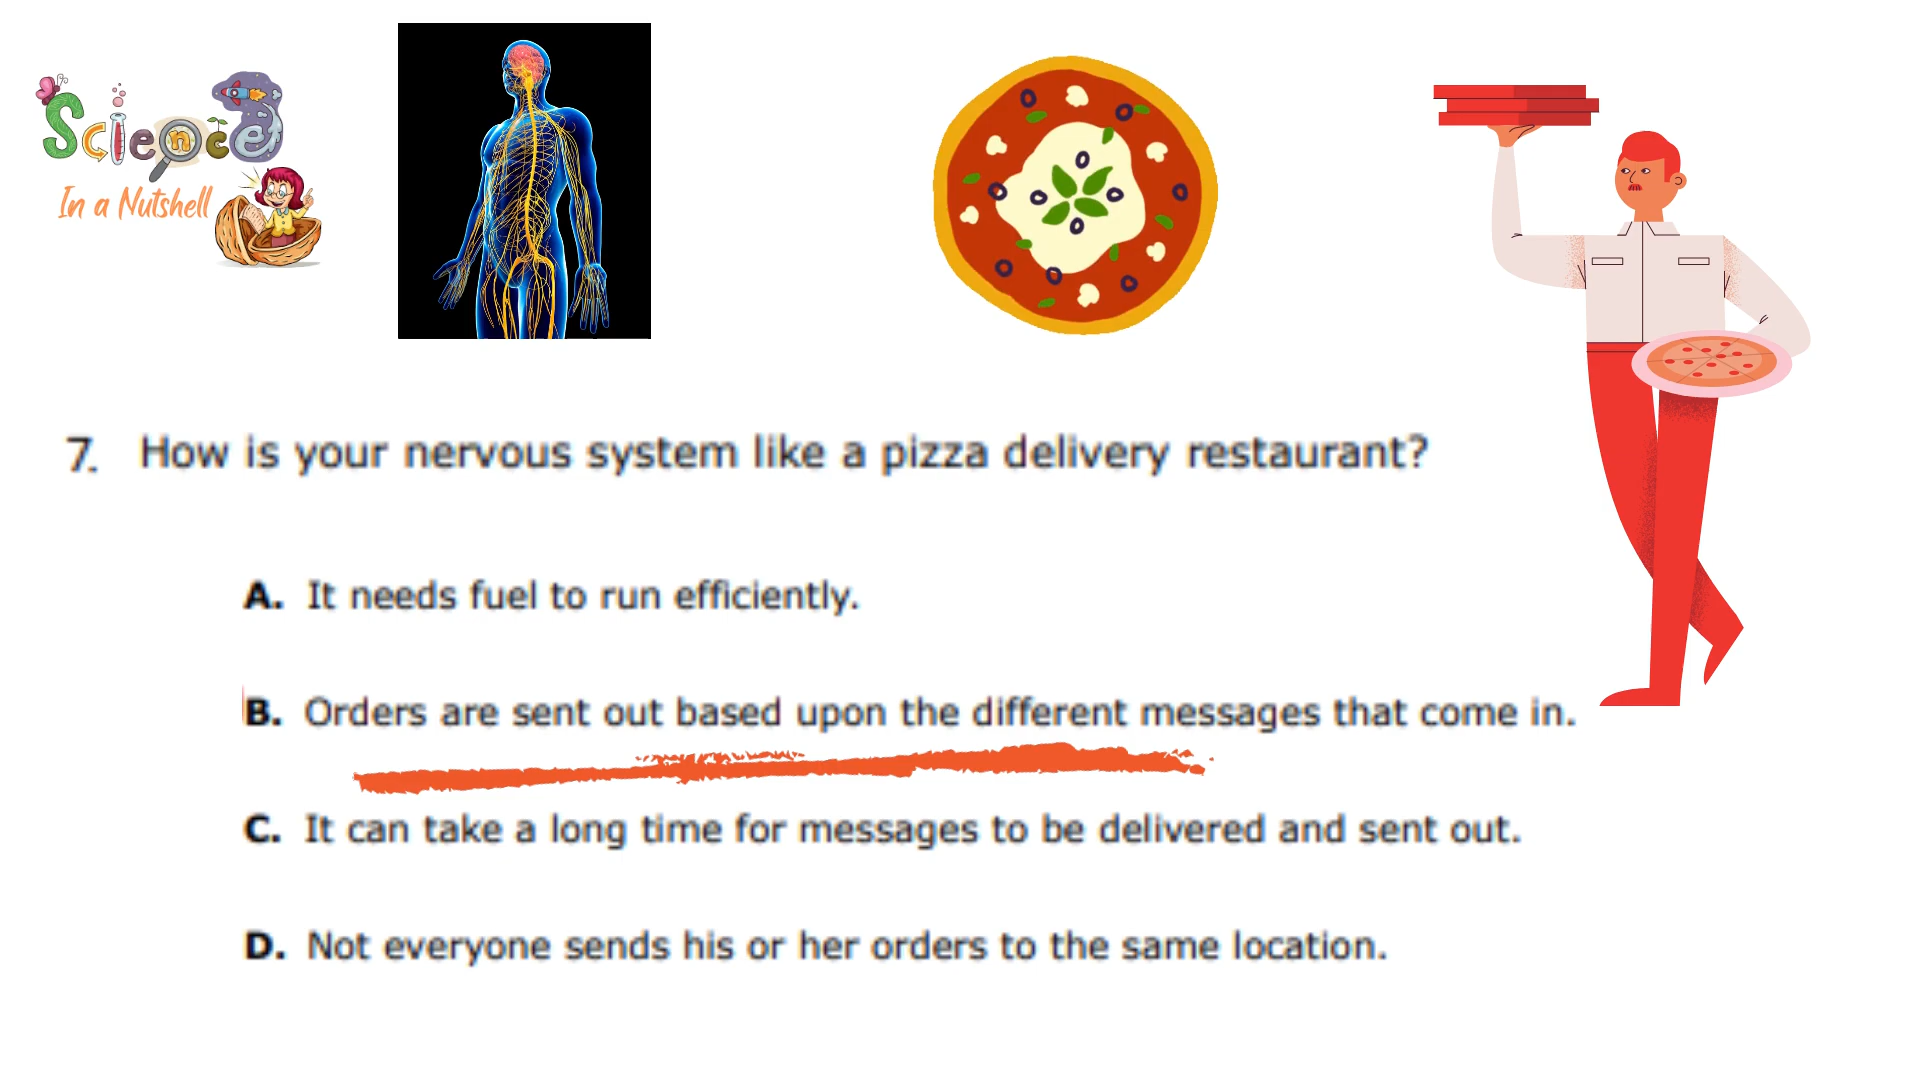 Science
In a Nutshell
7. How is your nervous system like a pizza delivery restaurant?
A. It needs fuel to run efficiently.
B. Orders are sent out based upon the different messages that come in.
C. It can take a long time for messages to be delivered and sent out.
D. Not everyone sends his or her orders to the same location.